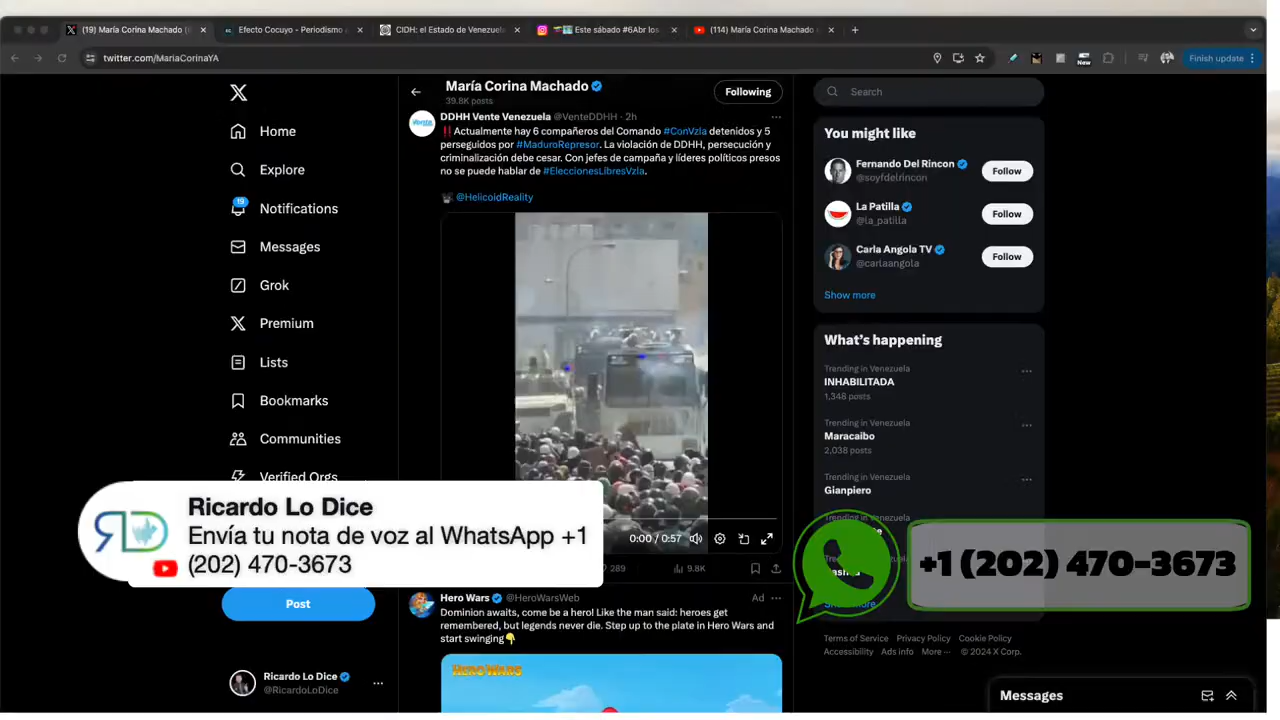 (19) María Corina Machado (
Efecto Cocuyo - Periodismo
CIDH: el Estado de Venezuela
Este sábado #6Abr los
(114) María Corina Machado
twitter.com/MariaCorinaYA
New
Finish update
Home
Explore
19
Notifications
Messages
Grok
Premium
Lists
Bookmarks
Communities
Verified Orgs
Post
Ricardo Lo Dice
@RicardoLoDice
María Corina Machado
39.8K posts
Following
DDHH Vente Venezuela @VenteDDHH · 2h
‼️Actualmente hay 6 compañeros del Comando #ConVzla detenidos y 5
perseguidos por #MaduroRepresor. La violación de DDHH, persecución y
criminalización debe cesar. Con jefes de campaña y líderes políticos presos
no se puede hablar de #EleccionesLibresVzla.
@HelicoidReality
0:00 / 0:57
289
9.8K
Hero Wars @HeroWarsWeb
Ad
Dominion awaits, come be a hero! Like the man said: heroes get
remembered, but legends never die. Step up to the plate in Hero Wars and
start swinging👇
HERO WARS
Search
You might like
Fernando Del Rincon
@soyfdelrincon
Follow
La Patilla
@la_patilla
Follow
Carla Angola TV
@carlaangola
Follow
Show more
What's happening
Trending in Venezuela
INHABILITADA
1,348 posts
Trending in Venezuela
Maracaibo
2,038 posts
Trending in Venezuela
Gianpiero
Terms of Service Privacy Policy Cookie Policy
Accessibility Ads info More ··· © 2024 X Corp.
Messages
Ricardo Lo Dice
Envía tu nota de voz al WhatsApp +1
(202) 470-3673
+1 (202) 470-3673